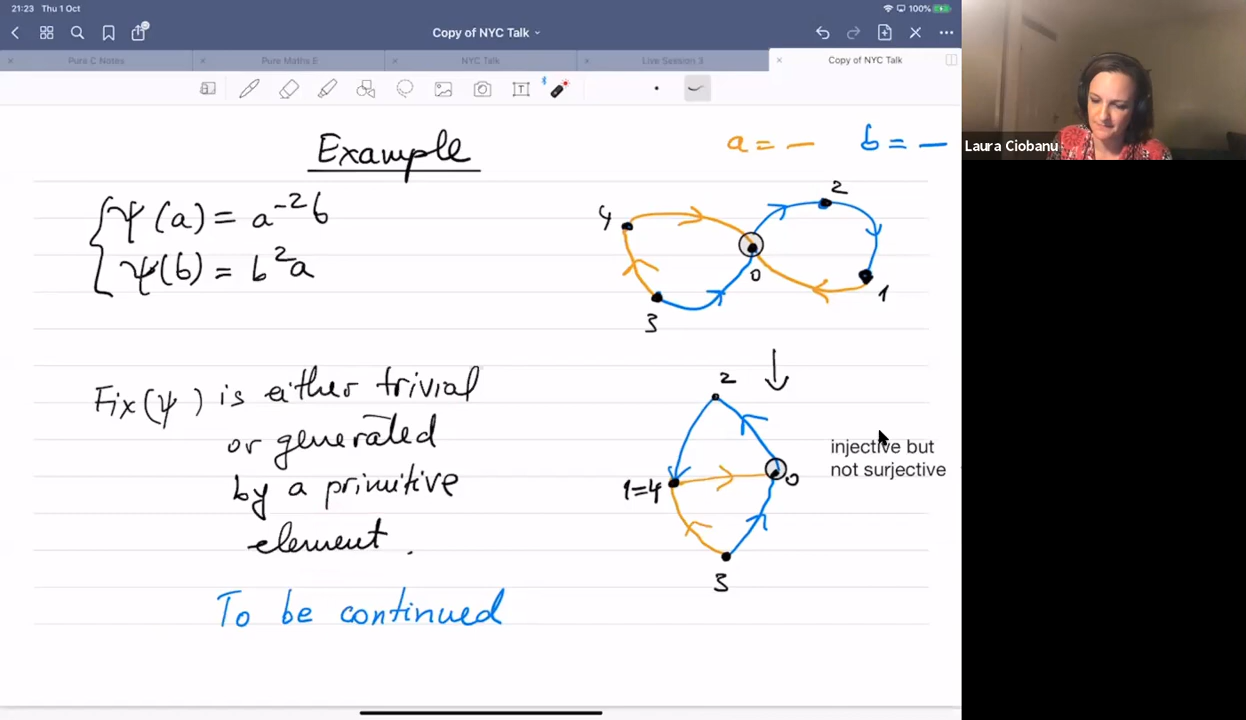 21:23 Thu 1 Oct
100%
Copy of NYC Talk
Pure C Notes
Pure Maths E
NYC Talk
Live Session 3
Copy of NYC Talk
Laura Ciobanu
Example
a = — b = —
ψ(a) = a⁻²b
ψ(b) = b²a
4
2
0
1
3
Fix(ψ) is either trivial
or generated
by a primitive
element.
To be continued
2
1=4
0
3
injective but
not surjective